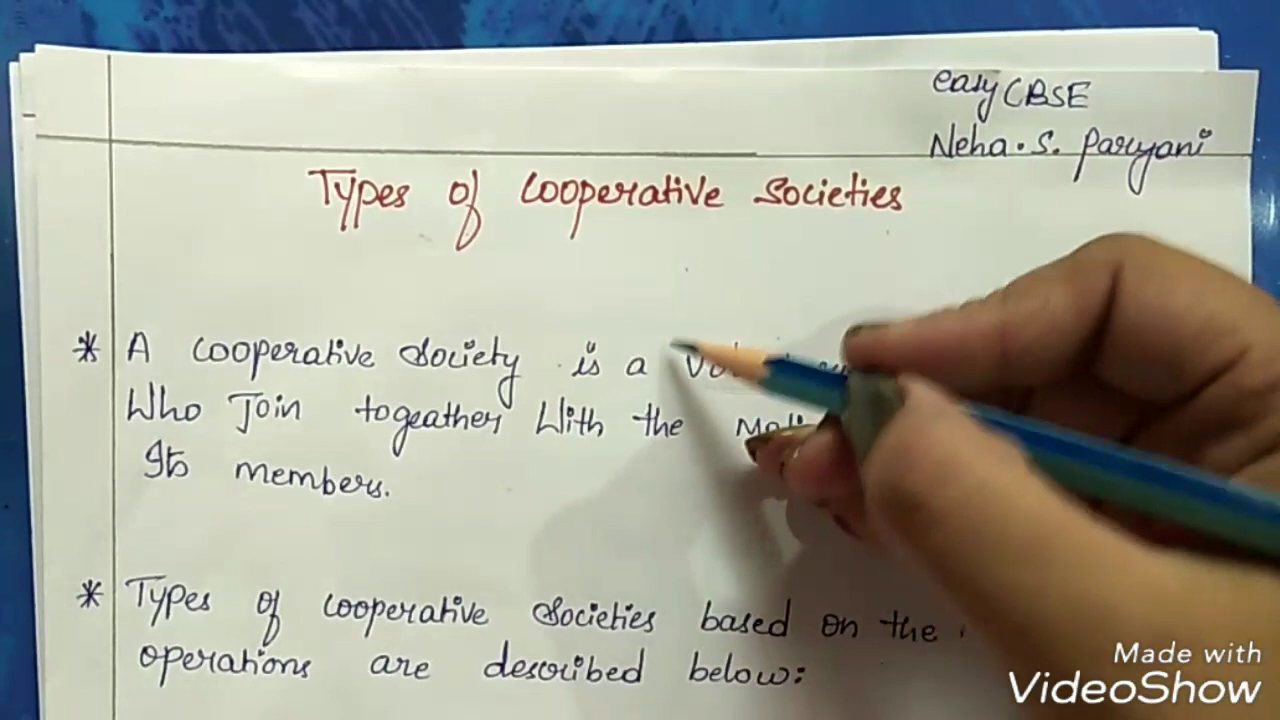 easy CBSE
Neha. S. Paryani
Types of Cooperative Societies
* A Cooperative Society is a
Who Join togeather With the
Its members.
* Types of Cooperative Societies based on the
operations are described below:
Made with
VideoShow